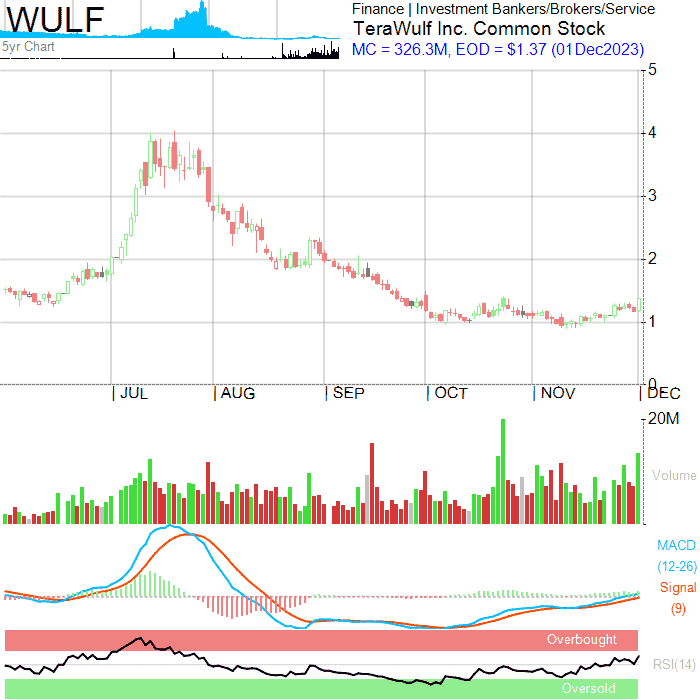 WULF
5yr Chart
Finance | Investment Bankers/Brokers/Service
TeraWulf Inc. Common Stock
MC = 326.3M, EOD = $1.37 (01Dec2023)
5
4
3
2
1
0
JUL
AUG
SEP
OCT
NOV
DEC
20M
Volume
MACD
(12-26)
Signal
(9)
Overbought
RSI(14)
Oversold